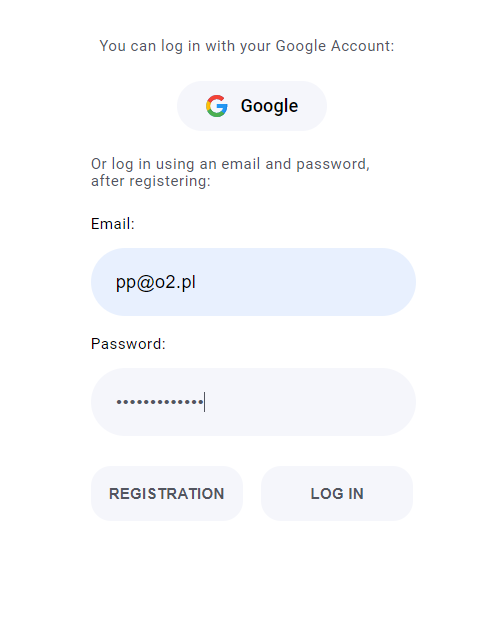 You can log in with your Google Account:
Google
Or log in using an email and password,
after registering:
Email:
pp@o2.pl
Password:
•••••••••••••
REGISTRATION
LOG IN